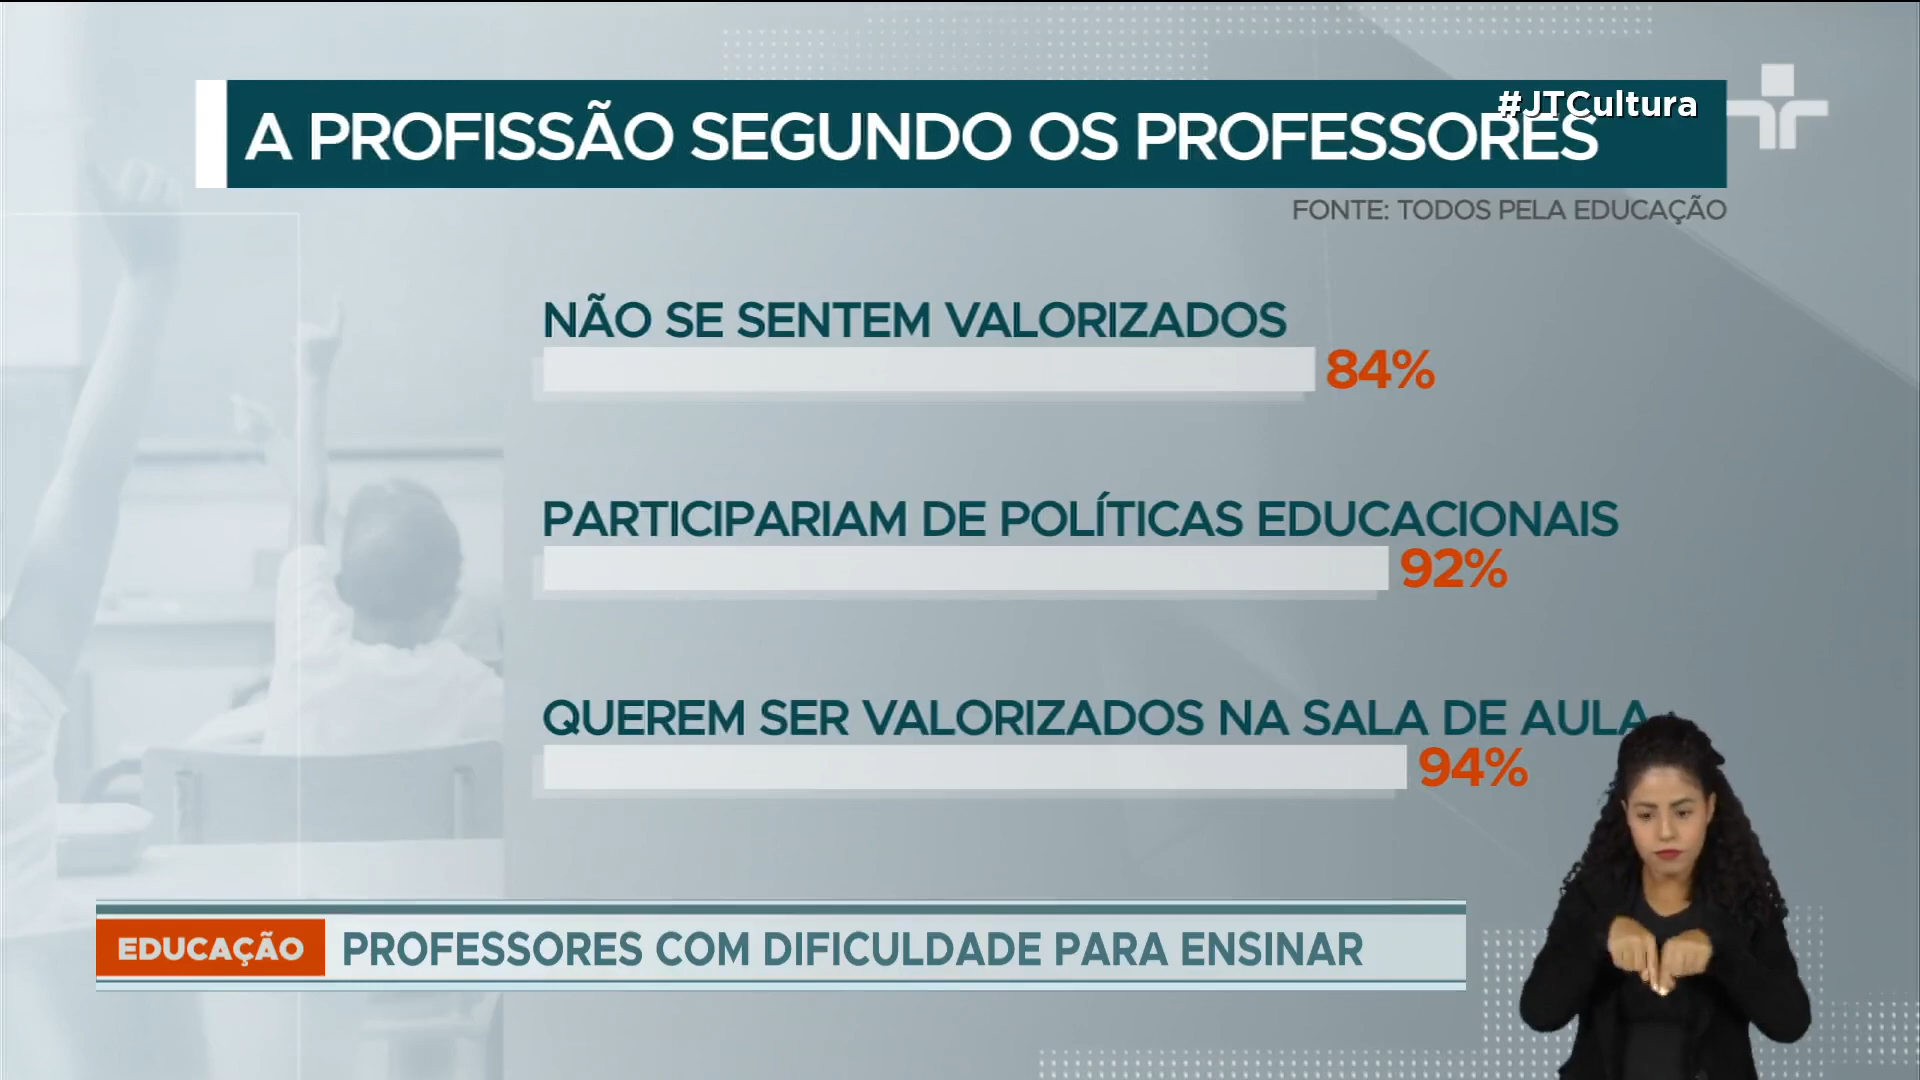 #JTCultura
A PROFISSÃO SEGUNDO OS PROFESSORES
FONTE: TODOS PELA EDUCAÇÃO
NÃO SE SENTEM VALORIZADOS
84%
PARTICIPARIAM DE POLÍTICAS EDUCACIONAIS
92%
QUEREM SER VALORIZADOS NA SALA DE AULA
94%
EDUCAÇÃO PROFESSORES COM DIFICULDADE PARA ENSINAR